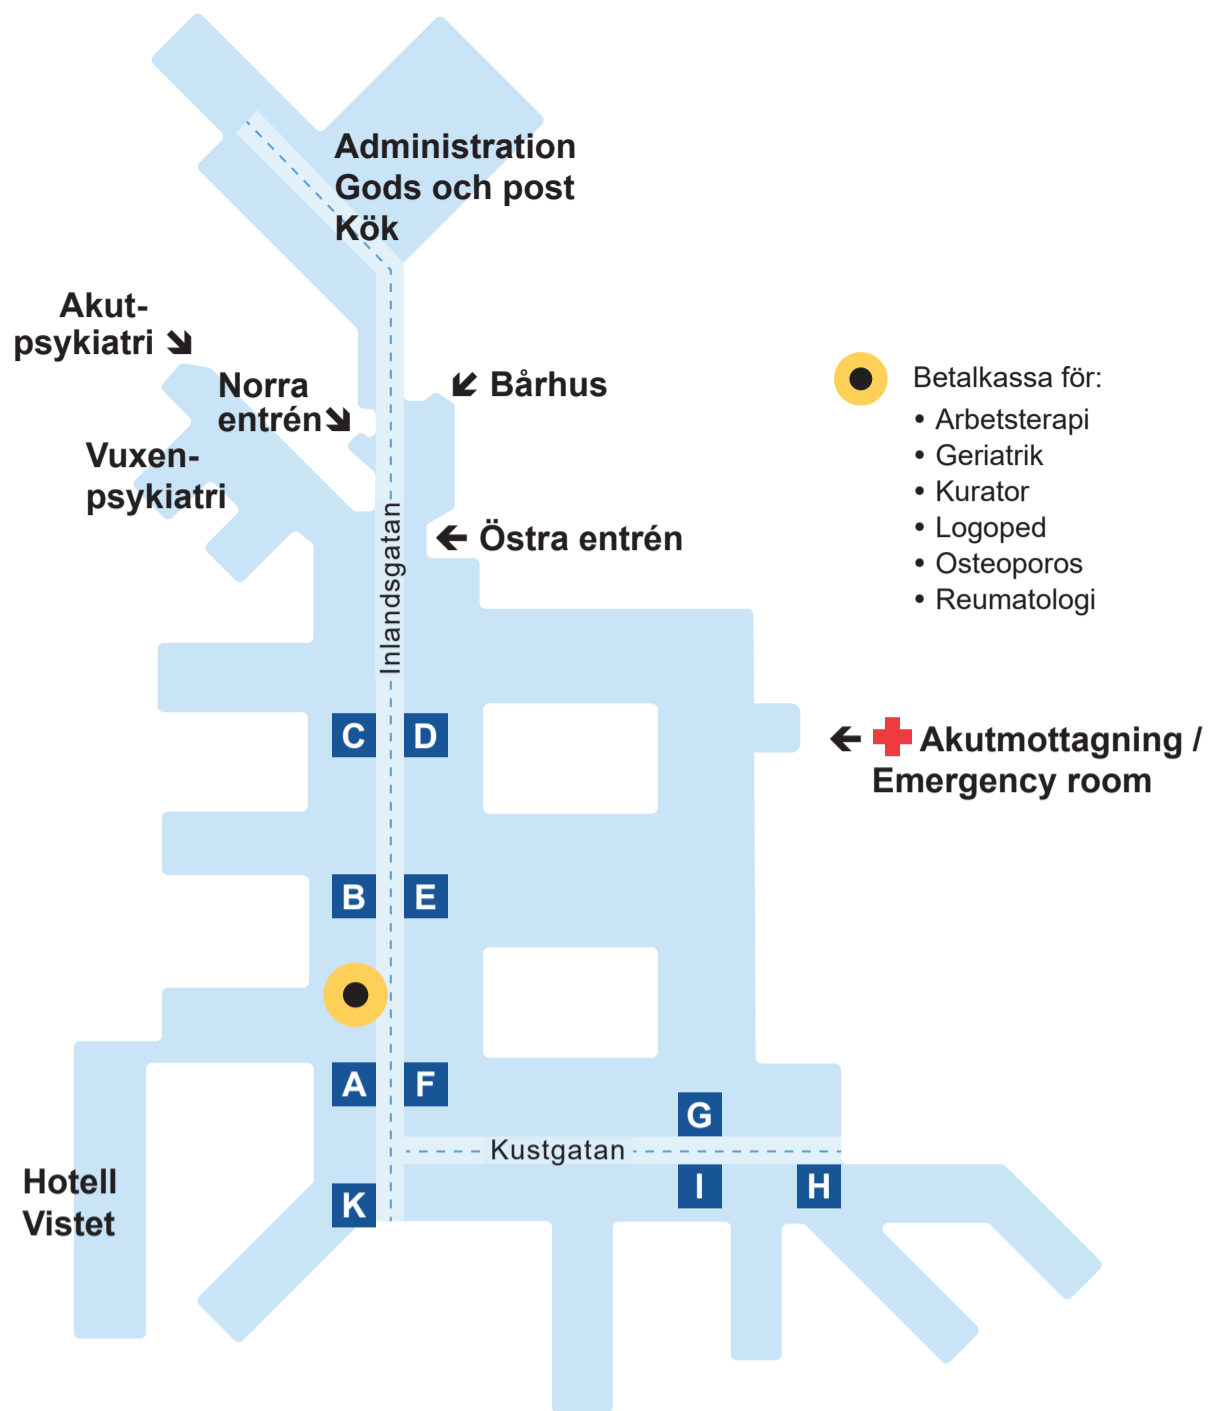 Administration
Gods och post
Kök
Akut-
psykiatri
Norra
entrén
Bårhus
Vuxen-
psykiatri
Östra entrén
Inlandsgatan
Betalkassa för:
• Arbetsterapi
• Geriatrik
• Kurator
• Logoped
• Osteoporos
• Reumatologi
C
D
Akutmottagning /
Emergency room
B
E
A
F
G
Kustgatan
I
H
K
Hotell
Vistet